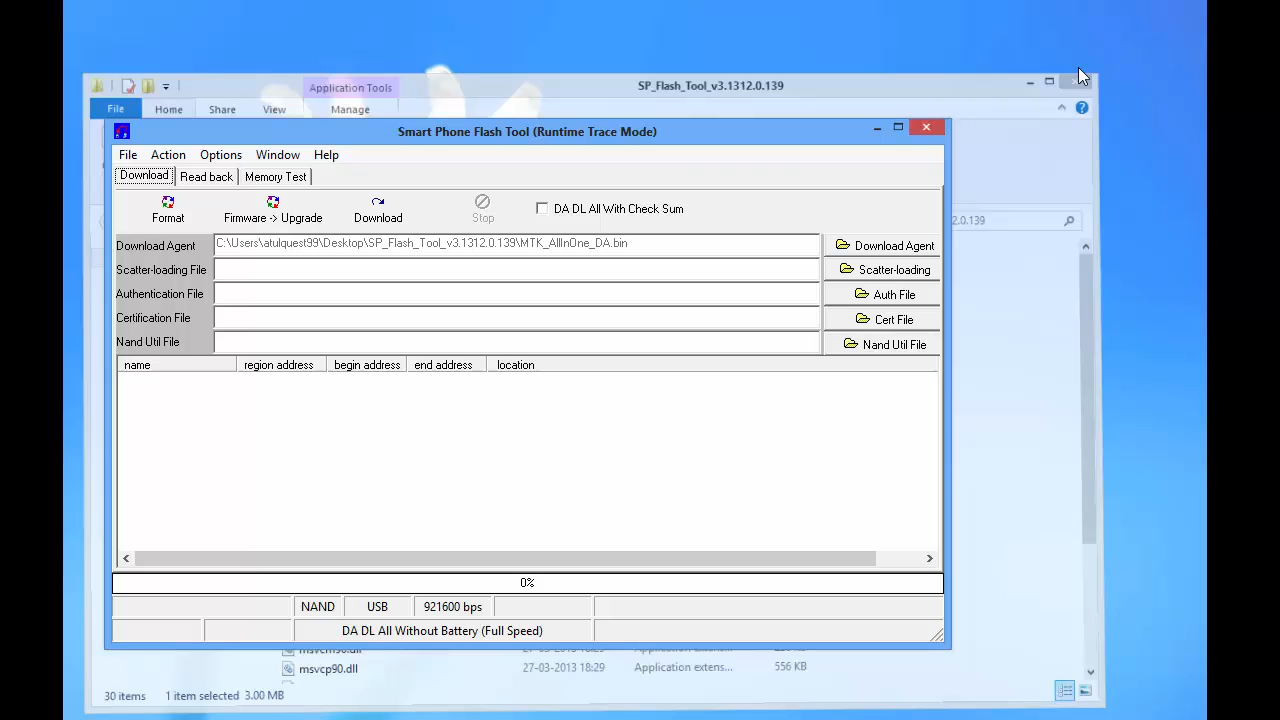 Application Tools
SP_Flash_Tool_v3.1312.0.139
File Home Share View Manage
Smart Phone Flash Tool (Runtime Trace Mode)
File Action Options Window Help
Download Read back Memory Test
Format Firmware -> Upgrade Download Stop DA DL All With Check Sum
2.0.139
Download Agent C:\Users\atulquest99\Desktop\SP_Flash_Tool_v3.1312.0.139\MTK_AllInOne_DA.bin Download Agent
Scatter-loading File Scatter-loading
Authentication File Auth File
Certification File Cert File
Nand Util File Nand Util File
name region address begin address end address location
0%
NAND USB 921600 bps
DA DL All Without Battery (Full Speed)
msvcp90.dll 27-03-2013 18:29 Application extens... 556 KB
30 items 1 item selected 3.00 MB